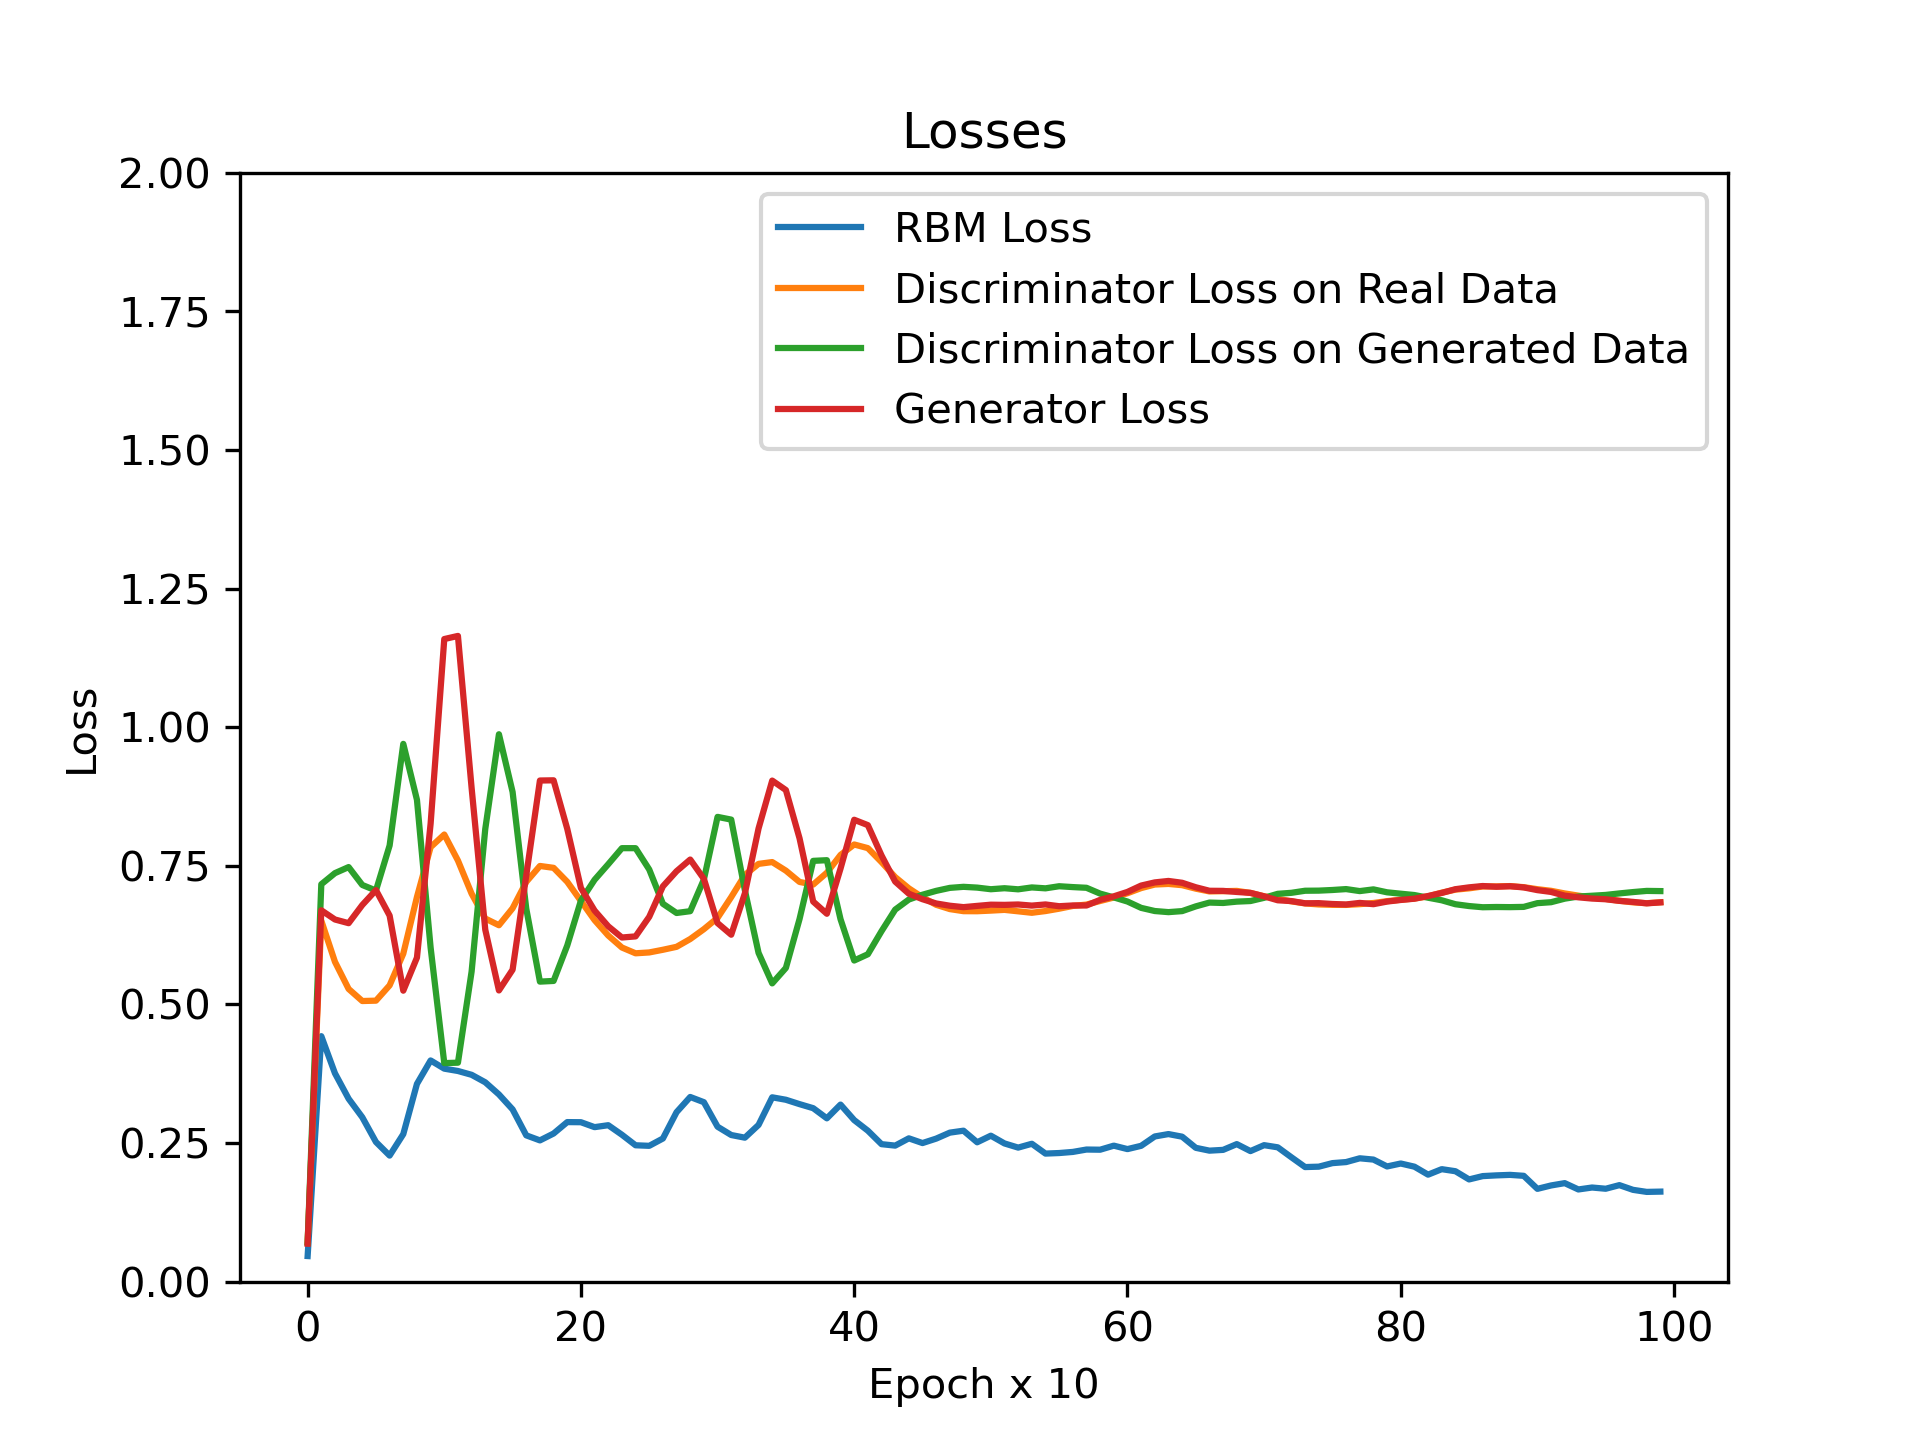 Losses
2.00
1.75
1.50
1.25
1.00
0.75
0.50
0.25
0.00
Loss
RBM Loss
Discriminator Loss on Real Data
Discriminator Loss on Generated Data
Generator Loss
0 20 40 60 80 100
Epoch x 10